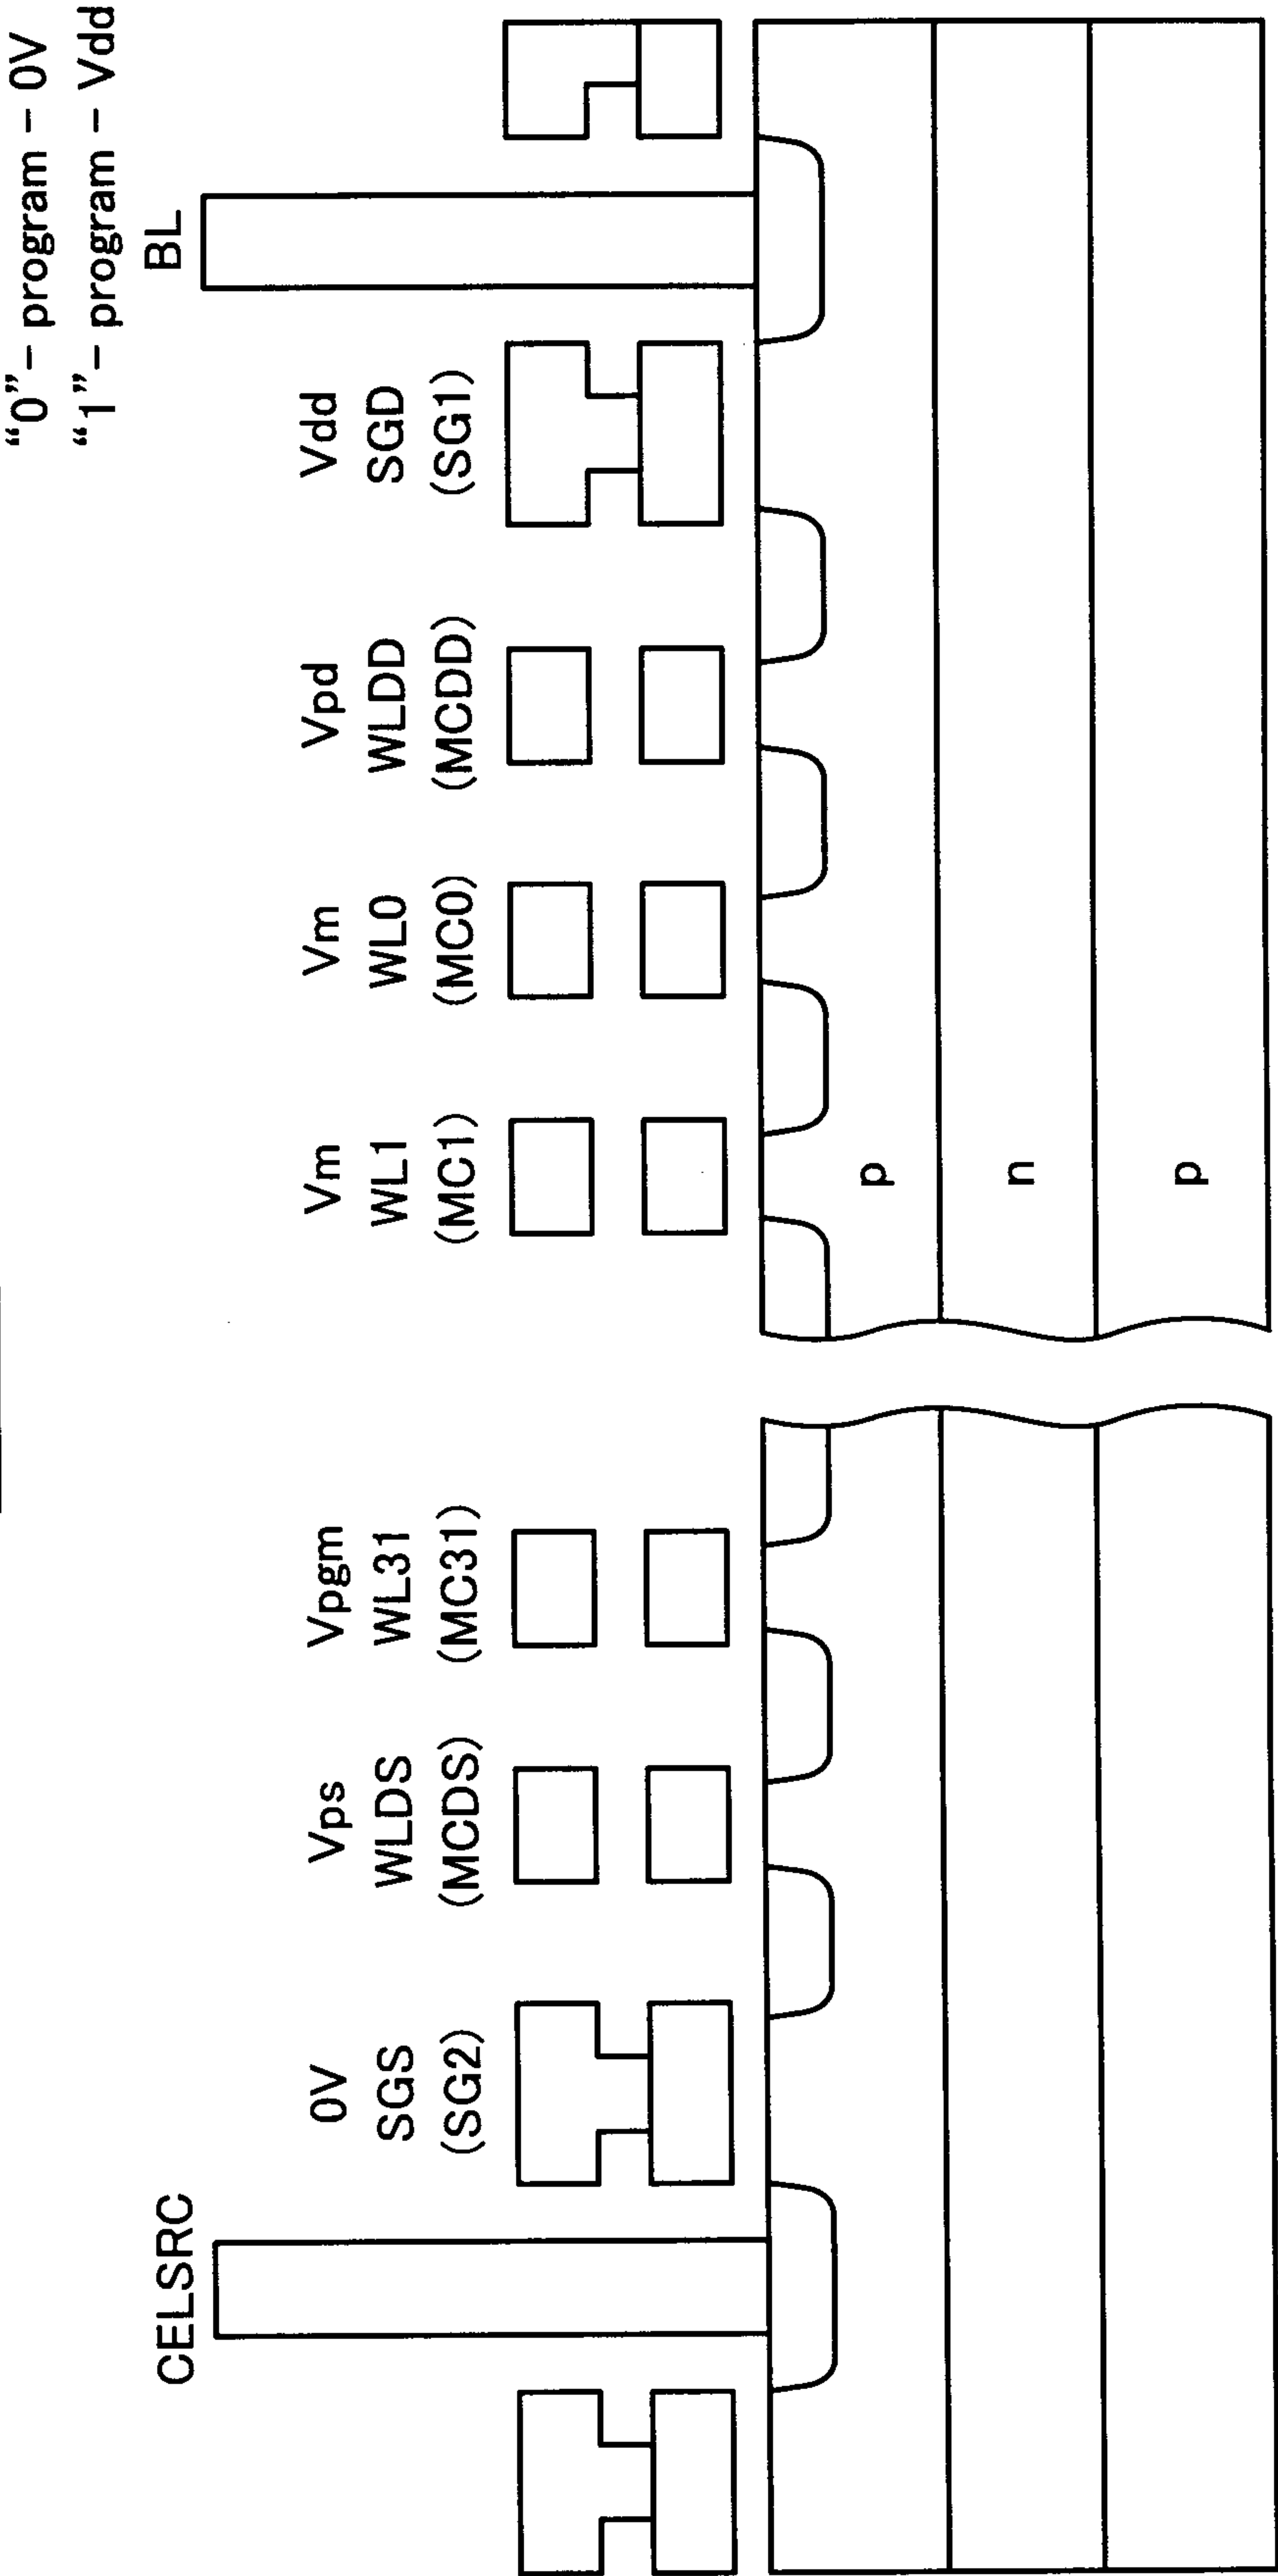 "0"- program - 0V
"1"- program - Vdd
CELSRC
BL
0V
SGS
(SG2)
Vps
WLDS
(MCDS)
Vpgm
WL31
(MC31)
Vm
WL1
(MC1)
Vm
WL0
(MC0)
Vpd
WLDD
(MCDD)
Vdd
SGD
(SG1)
p
n
p